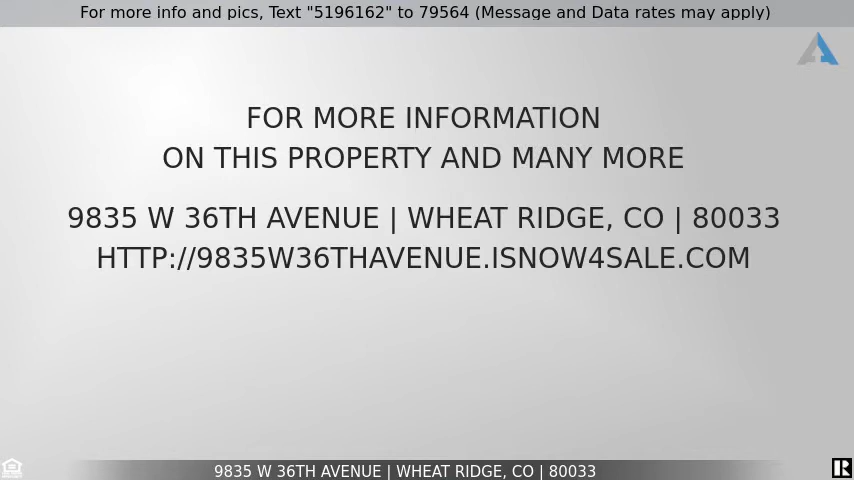 For more info and pics, Text "5196162" to 79564 (Message and Data rates may apply)
FOR MORE INFORMATION
ON THIS PROPERTY AND MANY MORE
9835 W 36TH AVENUE | WHEAT RIDGE, CO | 80033
HTTP://9835W36THAVENUE.ISNOW4SALE.COM
9835 W 36TH AVENUE | WHEAT RIDGE, CO | 80033